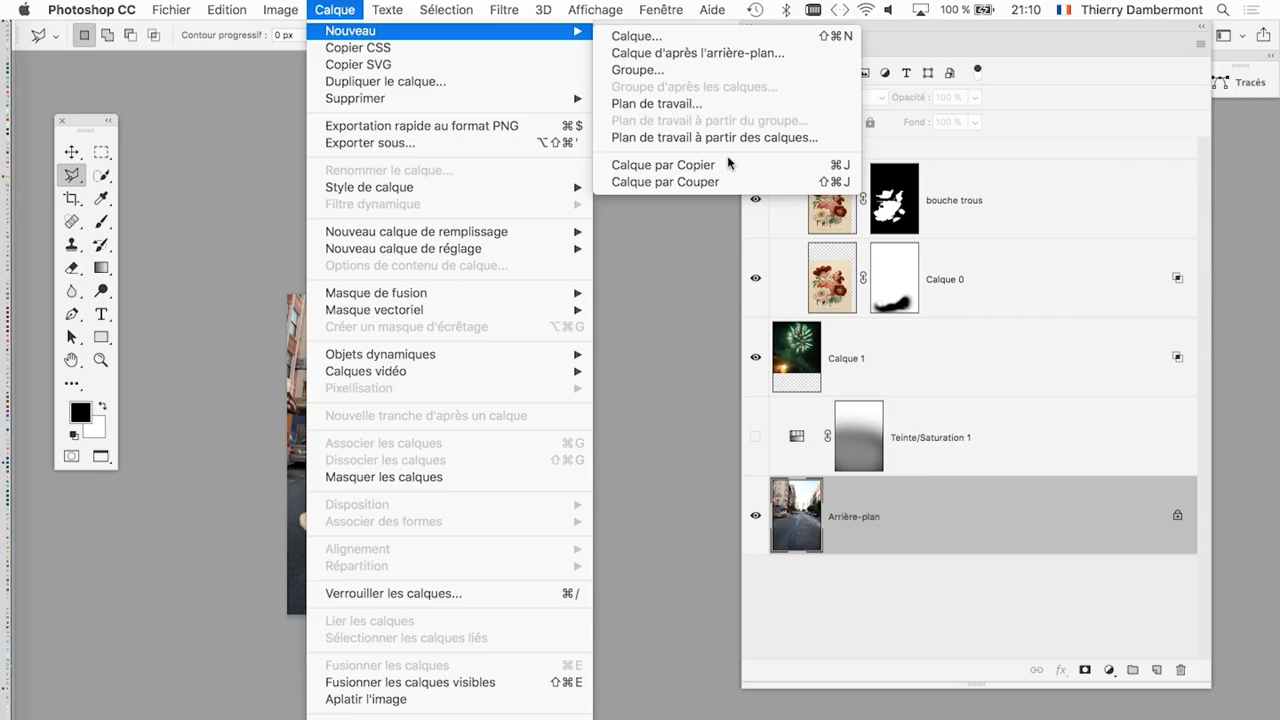 Photoshop CC Fichier Edition Image Calque Texte Sélection Filtre 3D Affichage Fenêtre Aide 100 % 21:10 Thierry Dambermont
Contour progressif : 0 px
Nouveau
Copier CSS
Copier SVG
Dupliquer le calque...
Supprimer
Exportation rapide au format PNG ⌘$
Exporter sous... ⌥⇧⌘'
Renommer le calque...
Style de calque
Filtre dynamique
Nouveau calque de remplissage
Nouveau calque de réglage
Options de contenu de calque...
Masque de fusion
Masque vectoriel
Créer un masque d'écrêtage ⌥⌘G
Objets dynamiques
Calques vidéo
Pixellisation
Nouvelle tranche d'après un calque
Associer les calques ⌘G
Dissocier les calques ⇧⌘G
Masquer les calques
Disposition
Associer des formes
Alignement
Répartition
Verrouiller les calques... ⌘/
Lier les calques
Sélectionner les calques liés
Fusionner les calques ⌘E
Fusionner les calques visibles ⇧⌘E
Aplatir l'image
Calque... ⇧⌘N
Calque d'après l'arrière-plan...
Groupe...
Groupe d'après les calques...
Plan de travail...
Plan de travail à partir du groupe...
Plan de travail à partir des calques...
Calque par Copier ⌘J
Calque par Couper ⇧⌘J
Tracés
Opacité : 100 %
Fond : 100 %
bouche trous
Calque 0
Calque 1
Teinte/Saturation 1
Arrière-plan